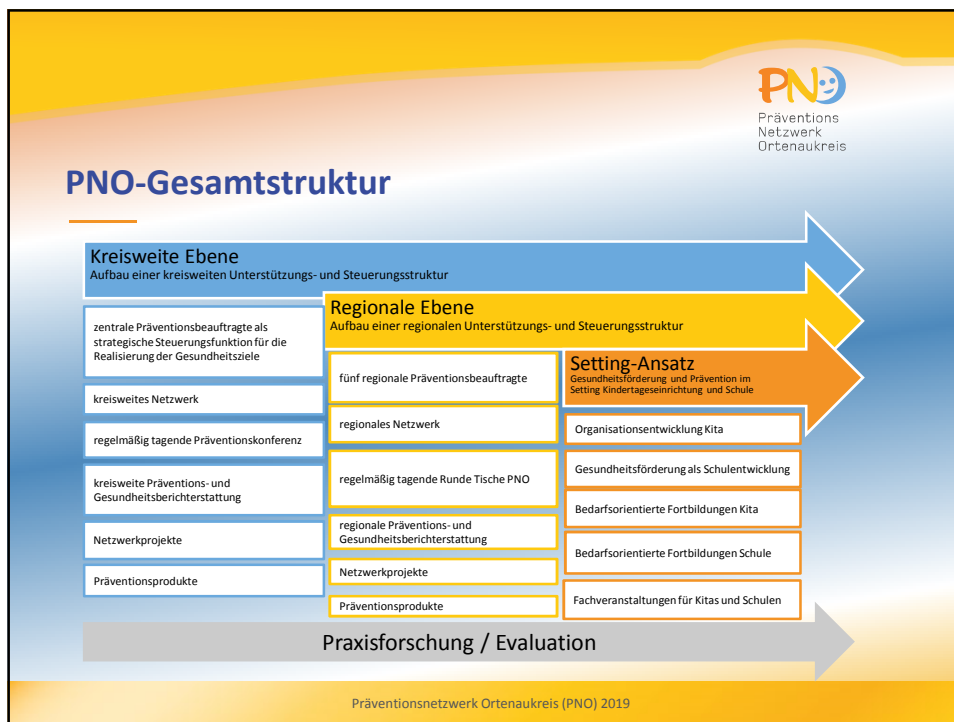 PNO
Präventions
Netzwerk
Ortenaukreis
PNO-Gesamtstruktur
Kreisweite Ebene
Aufbau einer kreisweiten Unterstützungs- und Steuerungsstruktur
zentrale Präventionsbeauftragte als
strategische Steuerungsfunktion für die
Realisierung der Gesundheitsziele
kreisweites Netzwerk
regelmäßig tagende Präventionskonferenz
kreisweite Präventions- und
Gesundheitsberichterstattung
Netzwerkprojekte
Präventionsprodukte
Regionale Ebene
Aufbau einer regionalen Unterstützungs- und Steuerungsstruktur
fünf regionale Präventionsbeauftragte
regionales Netzwerk
regelmäßig tagende Runde Tische PNO
regionale Präventions- und
Gesundheitsberichterstattung
Netzwerkprojekte
Präventionsprodukte
Setting-Ansatz
Gesundheitsförderung und Prävention im
Setting Kindertageseinrichtung und Schule
Organisationsentwicklung Kita
Gesundheitsförderung als Schulentwicklung
Bedarfsorientierte Fortbildungen Kita
Bedarfsorientierte Fortbildungen Schule
Fachveranstaltungen für Kitas und Schulen
Praxisforschung / Evaluation
Präventionsnetzwerk Ortenaukreis (PNO) 2019